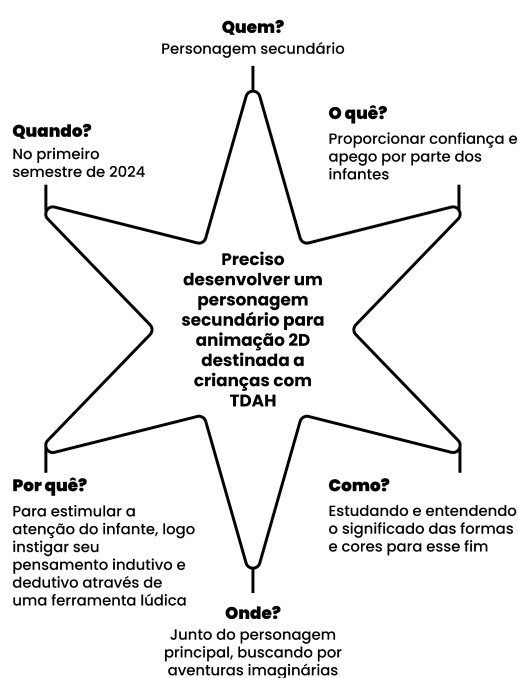 Quem?
Personagem secundário
O quê?
Proporcionar confiança e
apego por parte dos
infantes
Quando?
No primeiro
semestre de 2024
Preciso
desenvolver um
personagem
secundário para
animação 2D
destinada a
crianças com
TDAH
Por quê?
Para estimular a
atenção do infante, logo
instigar seu
pensamento indutivo e
dedutivo através de
uma ferramenta lúdica
Como?
Estudando e entendendo
o significado das formas
e cores para esse fim
Onde?
Junto do personagem
principal, buscando por
aventuras imaginárias